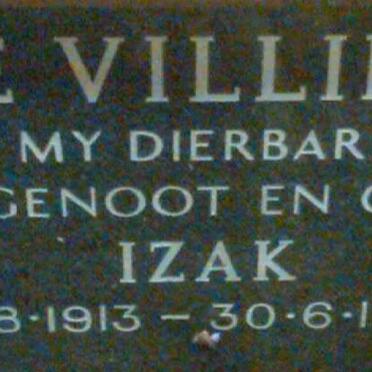 E VILLI
MY DIERBAR
GENOOT EN
IZAK
8·1913 – 30·6·1